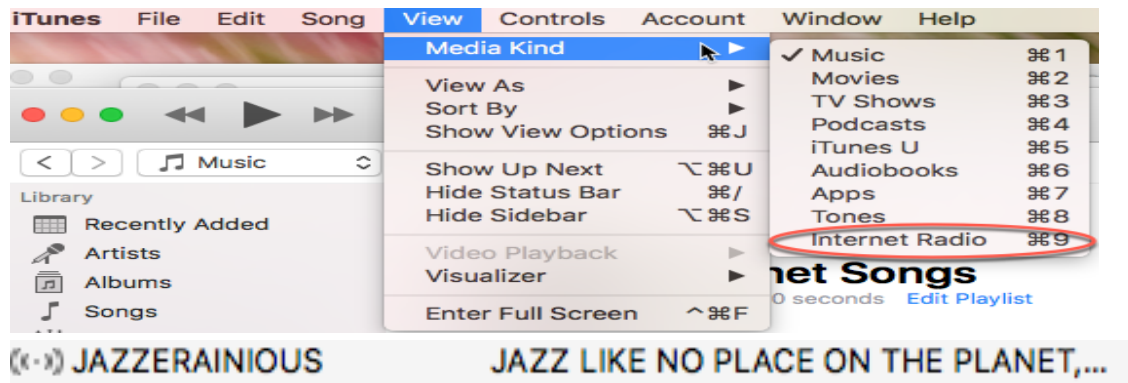 iTunes File Edit Song View Controls Account Window Help
Media Kind
View As
Sort By
Show View Options ⌘J
Show Up Next ⌥⌘U
Hide Status Bar ⌘/
Hide Sidebar ⌥⌘S
Video Playback
Visualizer
Enter Full Screen ^⌘F
✓ Music ⌘1
Movies ⌘2
TV Shows ⌘3
Podcasts ⌘4
iTunes U ⌘5
Audiobooks ⌘6
Apps ⌘7
Tones ⌘8
Internet Radio ⌘9
< > Music
Library
Recently Added
Artists
Albums
Songs
net Songs
0 seconds Edit Playlist
JAZZERAINIOUS JAZZ LIKE NO PLACE ON THE PLANET,...